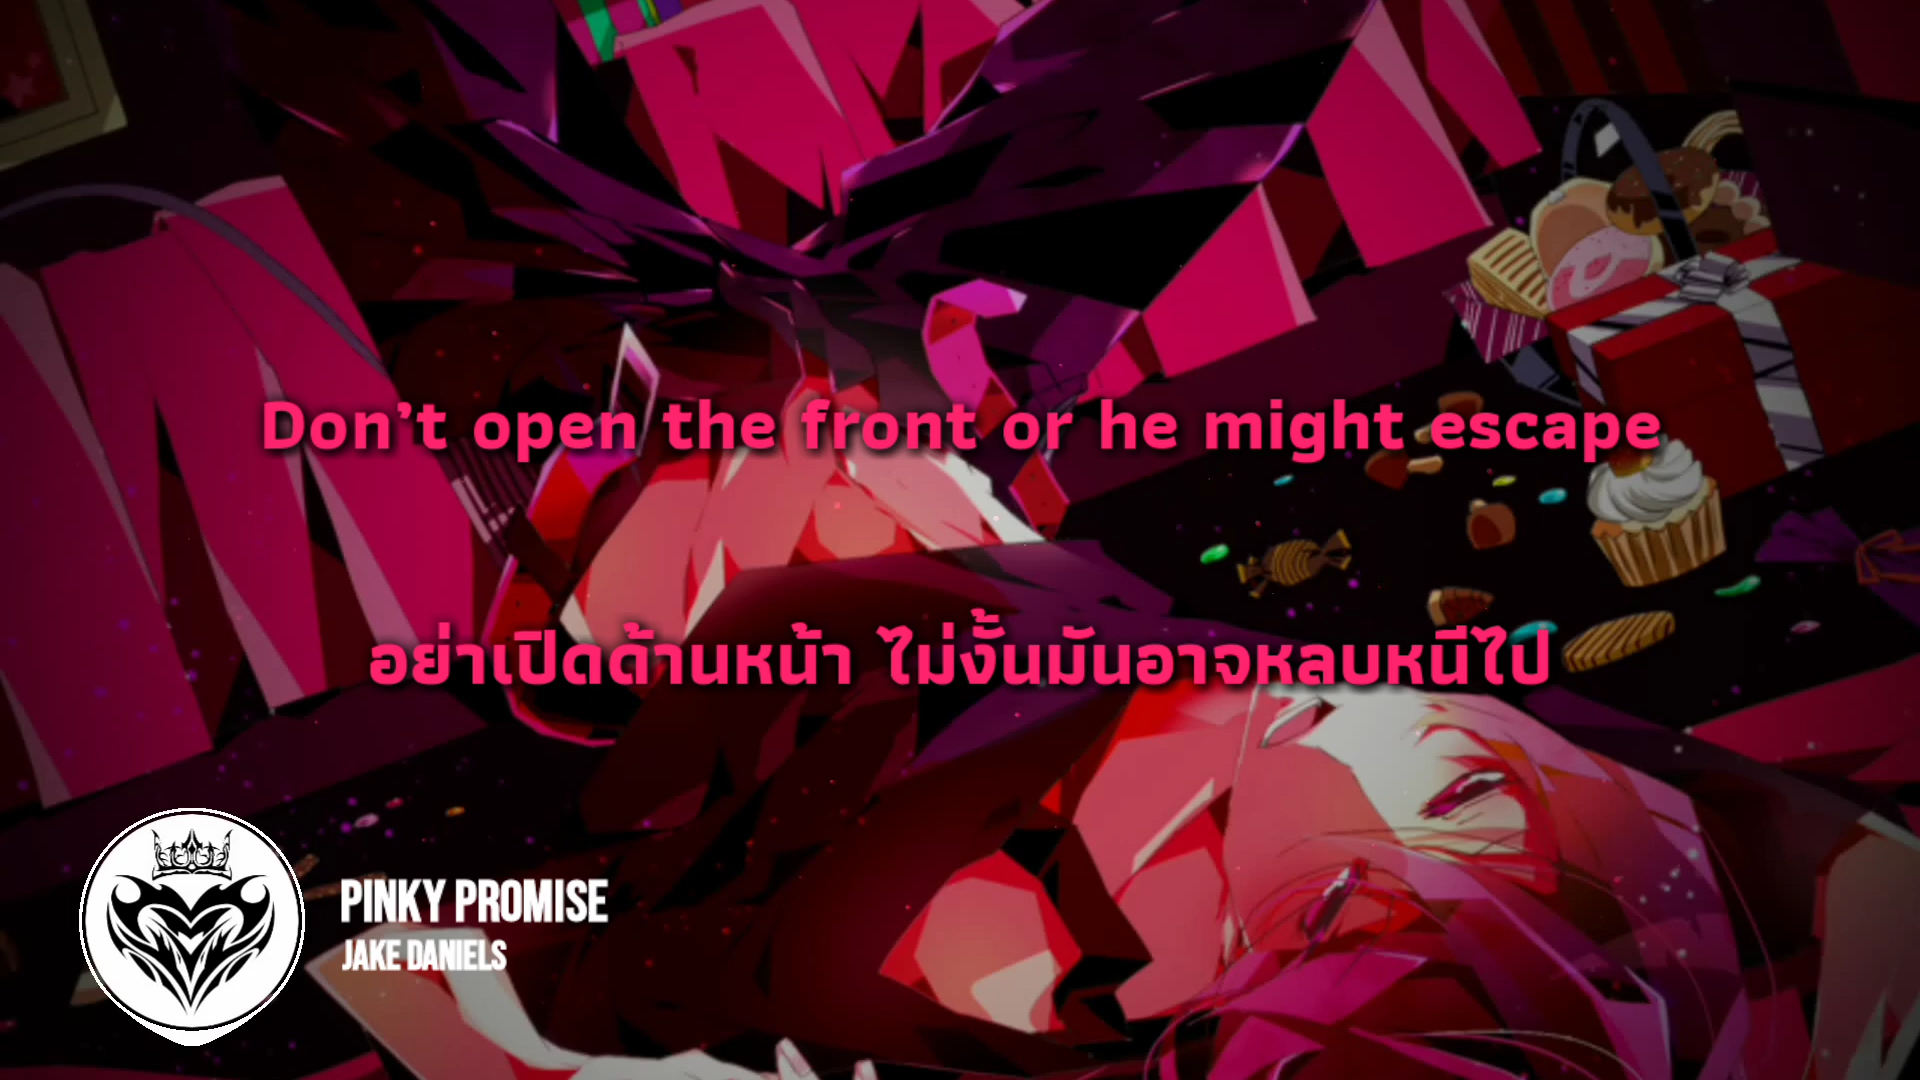 Don’t open the front or he might escape
อย่าเปิดด้านหน้า ไม่งั้นมันอาจหลบหนีไป
PINKY PROMISE
JAKE DANIELS